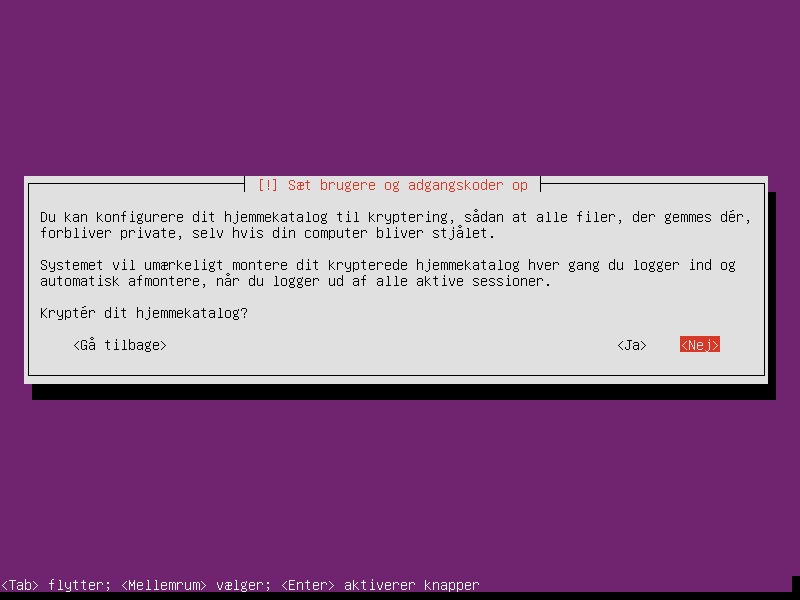 [!] Sæt brugere og adgangskoder op
Du kan konfigurere dit hjemmekatalog til kryptering, sådan at alle filer, der gemmes dér,
forbliver private, selv hvis din computer bliver stjålet.
Systemet vil umærkeligt montere dit krypterede hjemmekatalog hver gang du logger ind og
automatisk afmontere, når du logger ud af alle aktive sessioner.
Kryptér dit hjemmekatalog?
<Gå tilbage> <Ja> <Nej>
<Tab> flytter; <Mellemrum> vælger; <Enter> aktiverer knapper